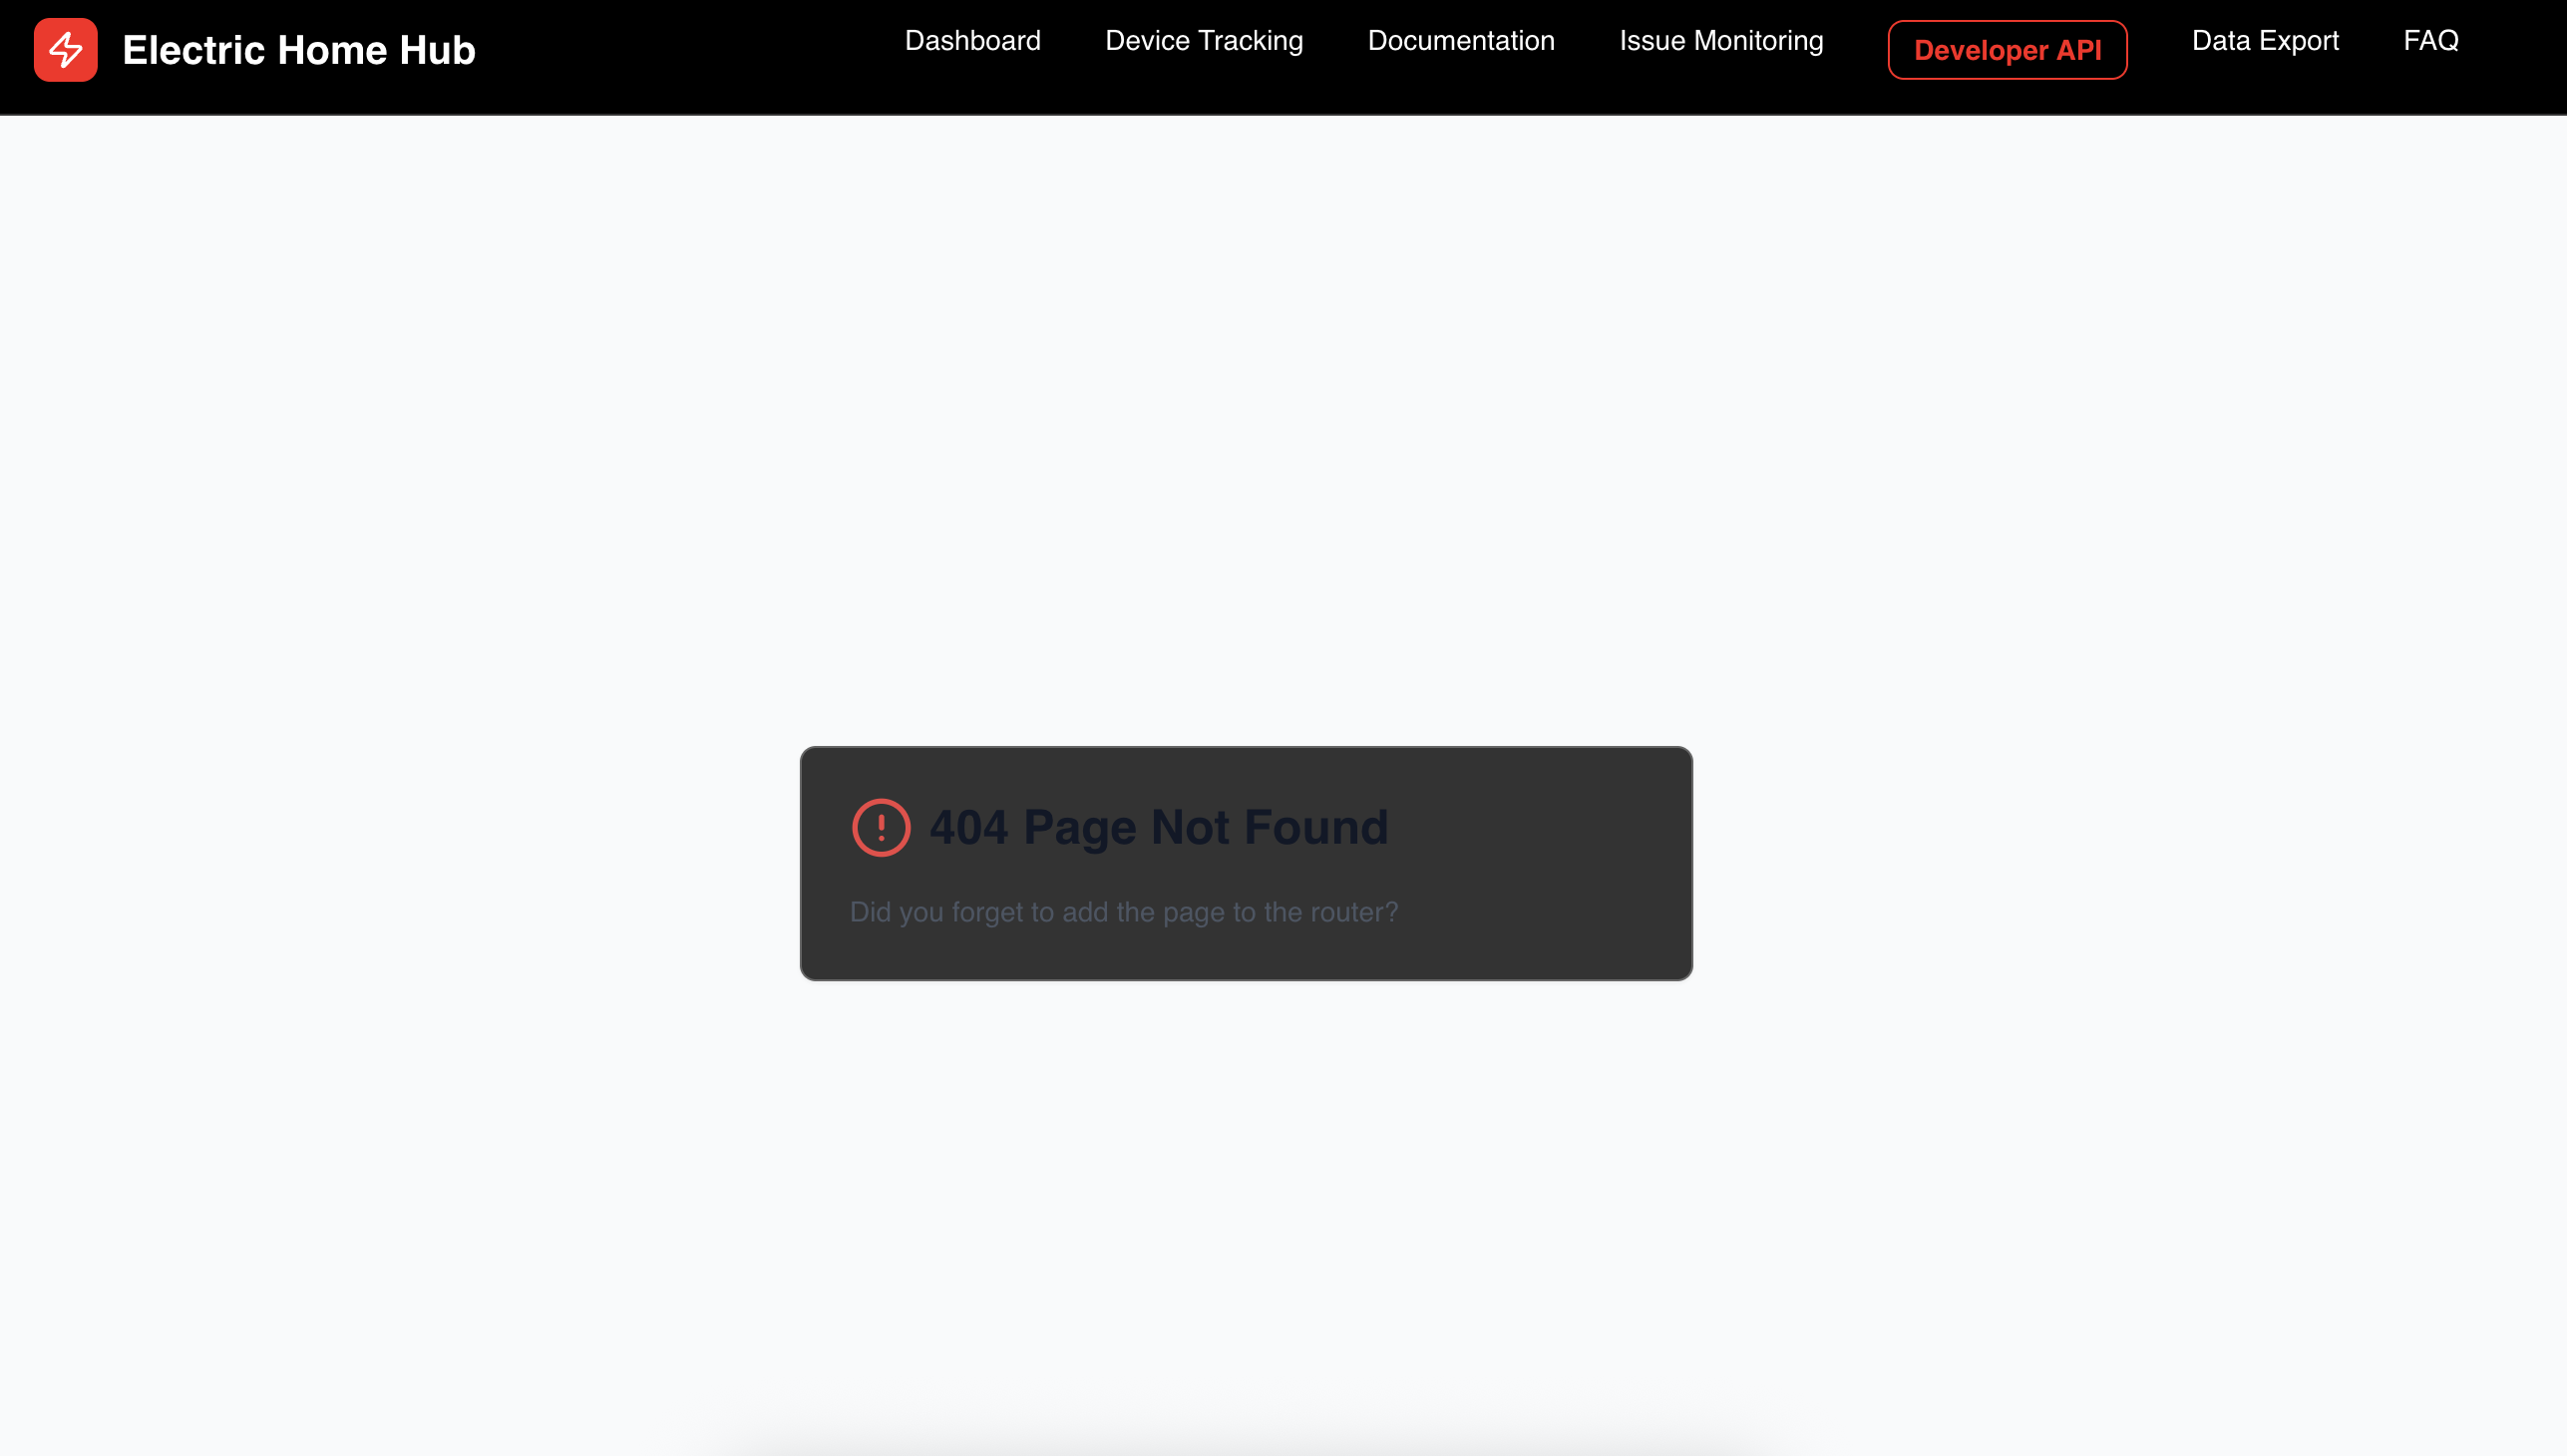 Electric Home Hub
Dashboard
Device Tracking
Documentation
Issue Monitoring
Developer API
Data Export
FAQ
404 Page Not Found
Did you forget to add the page to the router?